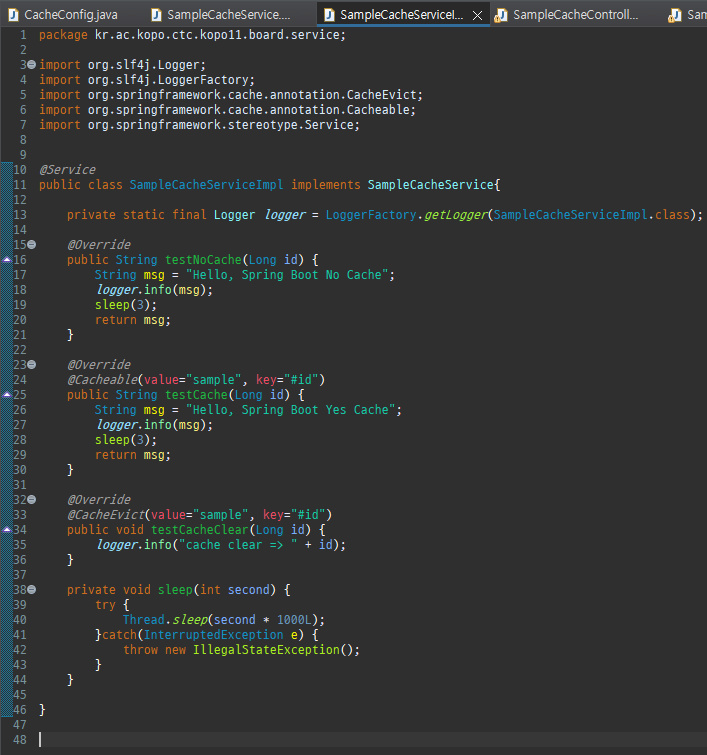 CacheConfig.java SampleCacheService.... SampleCacheServiceI... SampleCacheControll... Sam
1 package kr.ac.kopo.ctc.kopo11.board.service;
2
3 import org.slf4j.Logger;
4 import org.slf4j.LoggerFactory;
5 import org.springframework.cache.annotation.CacheEvict;
6 import org.springframework.cache.annotation.Cacheable;
7 import org.springframework.stereotype.Service;
8
9
10 @Service
11 public class SampleCacheServiceImpl implements SampleCacheService{
12
13     private static final Logger logger = LoggerFactory.getLogger(SampleCacheServiceImpl.class);
14
15     @Override
16     public String testNoCache(Long id) {
17         String msg = "Hello, Spring Boot No Cache";
18         logger.info(msg);
19         sleep(3);
20         return msg;
21     }
22
23     @Override
24     @Cacheable(value="sample", key="#id")
25     public String testCache(Long id) {
26         String msg = "Hello, Spring Boot Yes Cache";
27         logger.info(msg);
28         sleep(3);
29         return msg;
30     }
31
32     @Override
33     @CacheEvict(value="sample", key="#id")
34     public void testCacheClear(Long id) {
35         logger.info("cache clear => " + id);
36     }
37
38     private void sleep(int second) {
39         try {
40             Thread.sleep(second * 1000L);
41         }catch(InterruptedException e) {
42             throw new IllegalStateException();
43         }
44     }
45
46 }
47
48